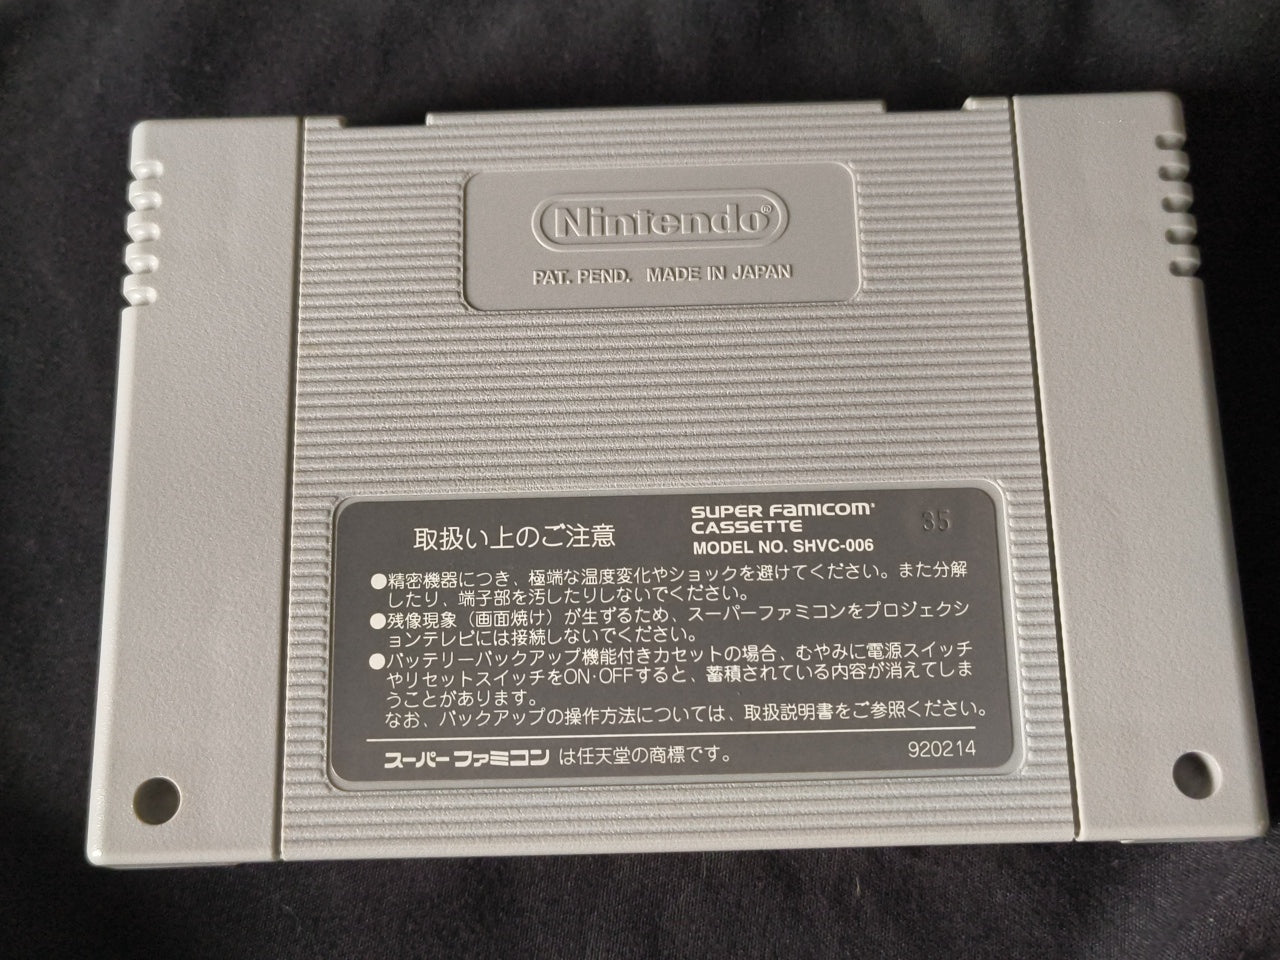 Nintendo®
PAT. PEND. MADE IN JAPAN
取扱い上のご注意
SUPER FAMICOM®
CASSETTE
MODEL NO. SHVC-006
35
●精密機器につき、極端な温度変化やショックを避けてください。また分解
したり、端子部を汚したりしないでください。
●残像現象（画面焼け）が生ずるため、スーパーファミコンをプロジェクシ
ョンテレビには接続しないでください。
●バッテリーバックアップ機能付きカセットの場合、むやみに電源スイッチ
やリセットスイッチをON·OFFすると、蓄積されている内容が消えてしま
うことがあります。
なお、バックアップの操作方法については、取扱説明書をご参照ください。
スーパーファミコン は任天堂の商標です。
920214